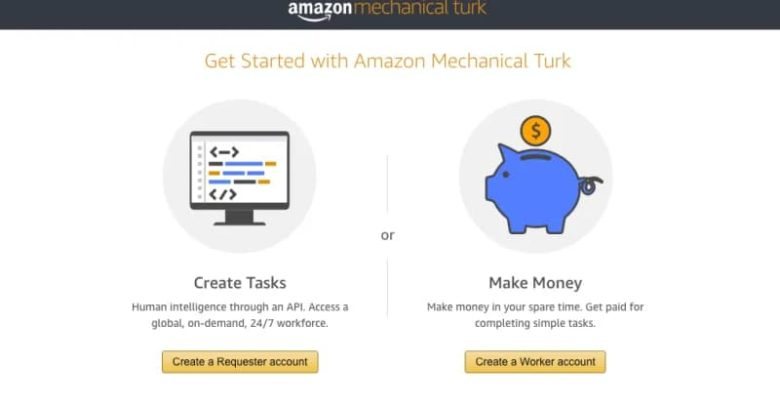 amazon mechanical turk
Get Started with Amazon Mechanical Turk
<-->
</>
$
or
Create Tasks
Human intelligence through an API. Access a
global, on-demand, 24/7 workforce.
Create a Requester account
Make Money
Make money in your spare time. Get paid for
completing simple tasks.
Create a Worker account